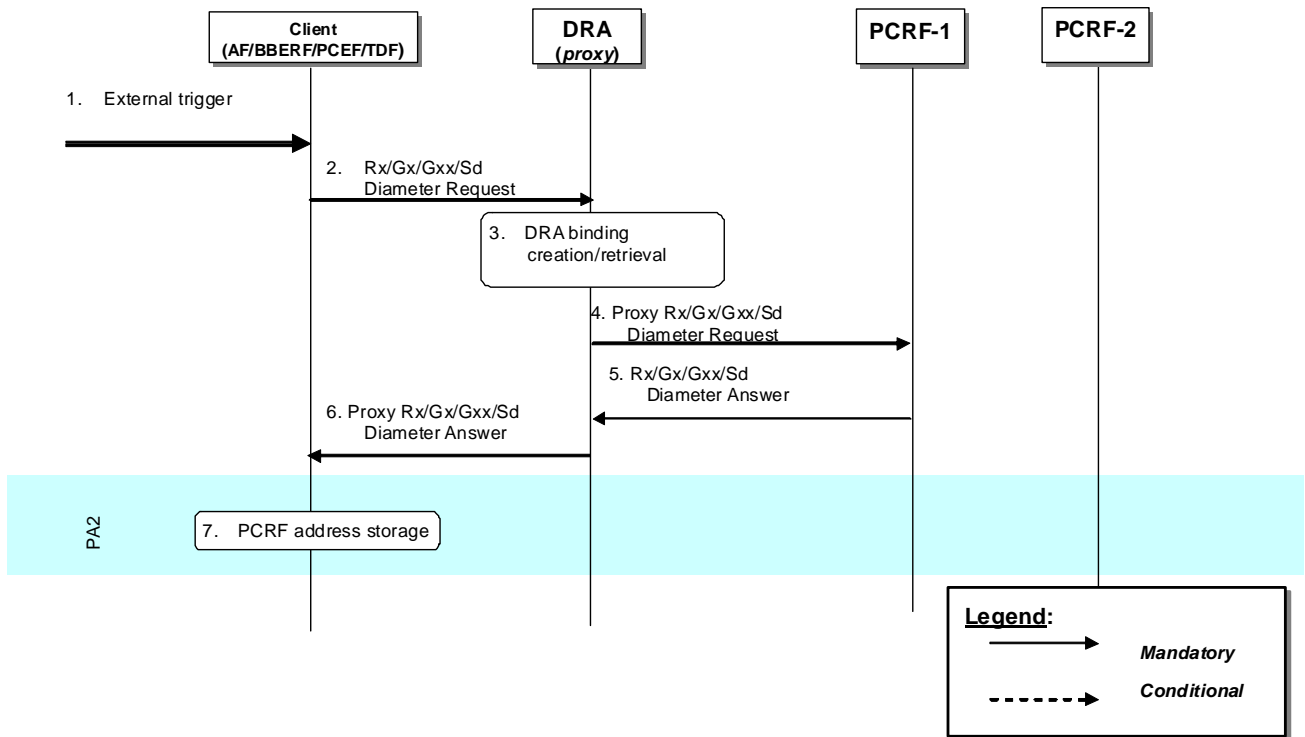 Client
(AF/BBERF/PCEF/TDF)
DRA
(proxy)
PCRF-1
PCRF-2
1. External trigger
2. Rx/Gx/Gxx/Sd
Diameter Request
3. DRA binding
creation/retrieval
4. Proxy Rx/Gx/Gxx/Sd
Diameter Request
5. Rx/Gx/Gxx/Sd
Diameter Answer
6. Proxy Rx/Gx/Gxx/Sd
Diameter Answer
PA2
7. PCRF address storage
Legend:
Mandatory
Conditional